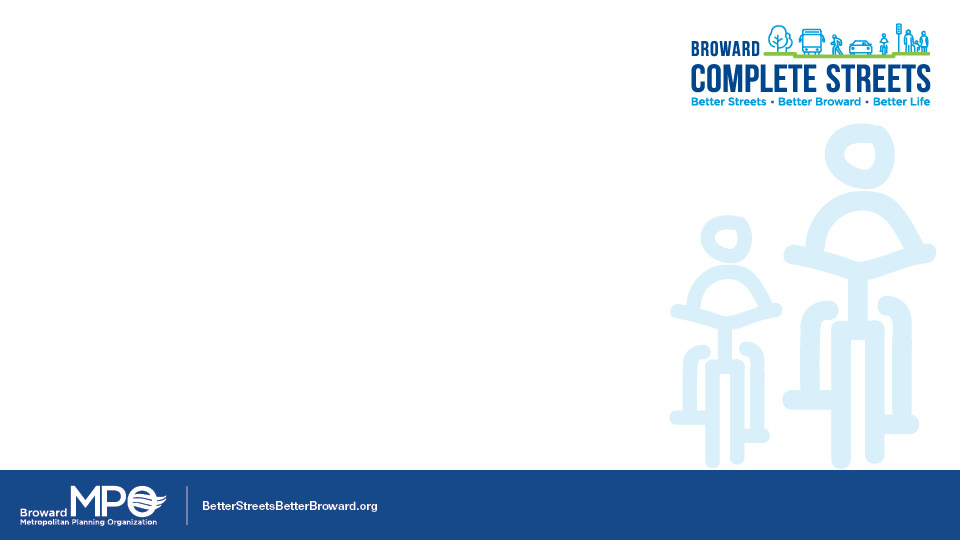 BROWARD
COMPLETE STREETS
Better Streets • Better Broward • Better Life
Broward MPO
Metropolitan Planning Organization
BetterStreetsBetterBroward.org